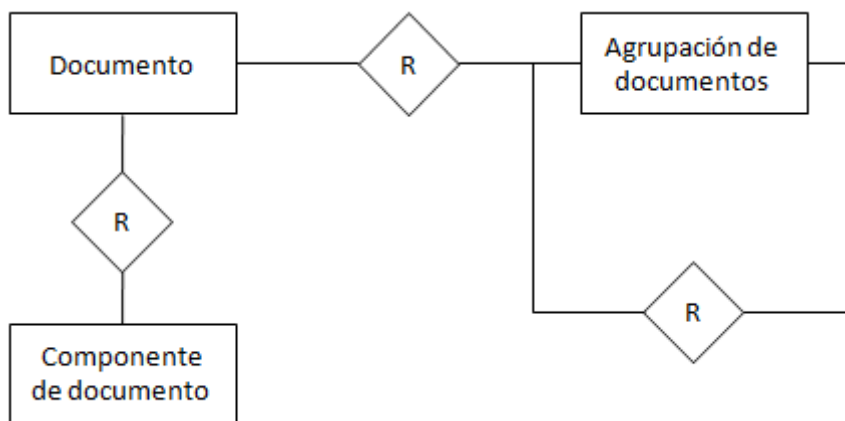 Documento
R
Agrupación de
documentos
R
R
Componente
de documento